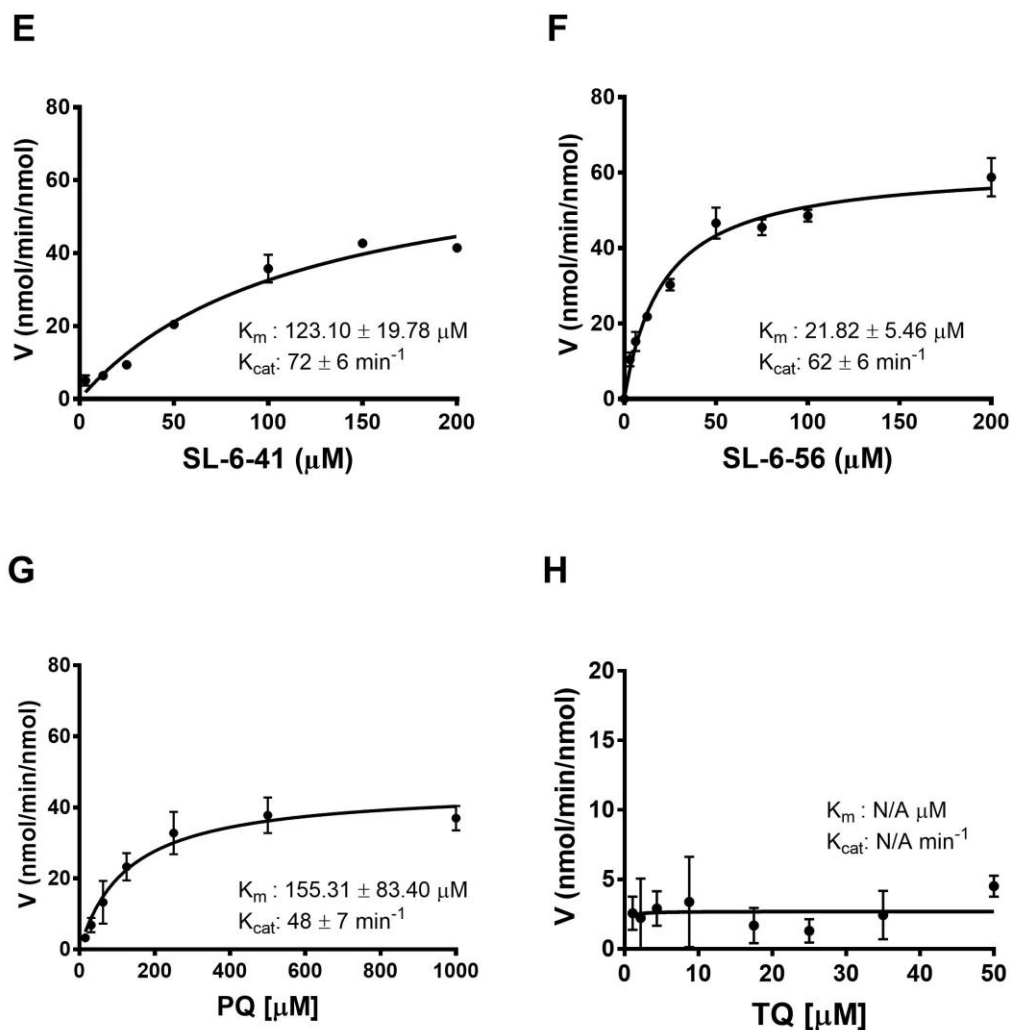 E
80
60
40
20
0
V (nmol/min/nmol)
Km : 123.10 ± 19.78 μM
Kcat: 72 ± 6 min-1
0 50 100 150 200
SL-6-41 (μM)
F
80
60
40
20
0
V (nmol/min/nmol)
Km : 21.82 ± 5.46 μM
Kcat: 62 ± 6 min-1
0 50 100 150 200
SL-6-56 (μM)
G
80
60
40
20
0
V (nmol/min/nmol)
Km : 155.31 ± 83.40 μM
Kcat: 48 ± 7 min-1
0 200 400 600 800 1000
PQ [μM]
H
20
15
10
5
0
V (nmol/min/nmol)
Km : N/A μM
Kcat: N/A min-1
0 10 20 30 40 50
TQ [μM]